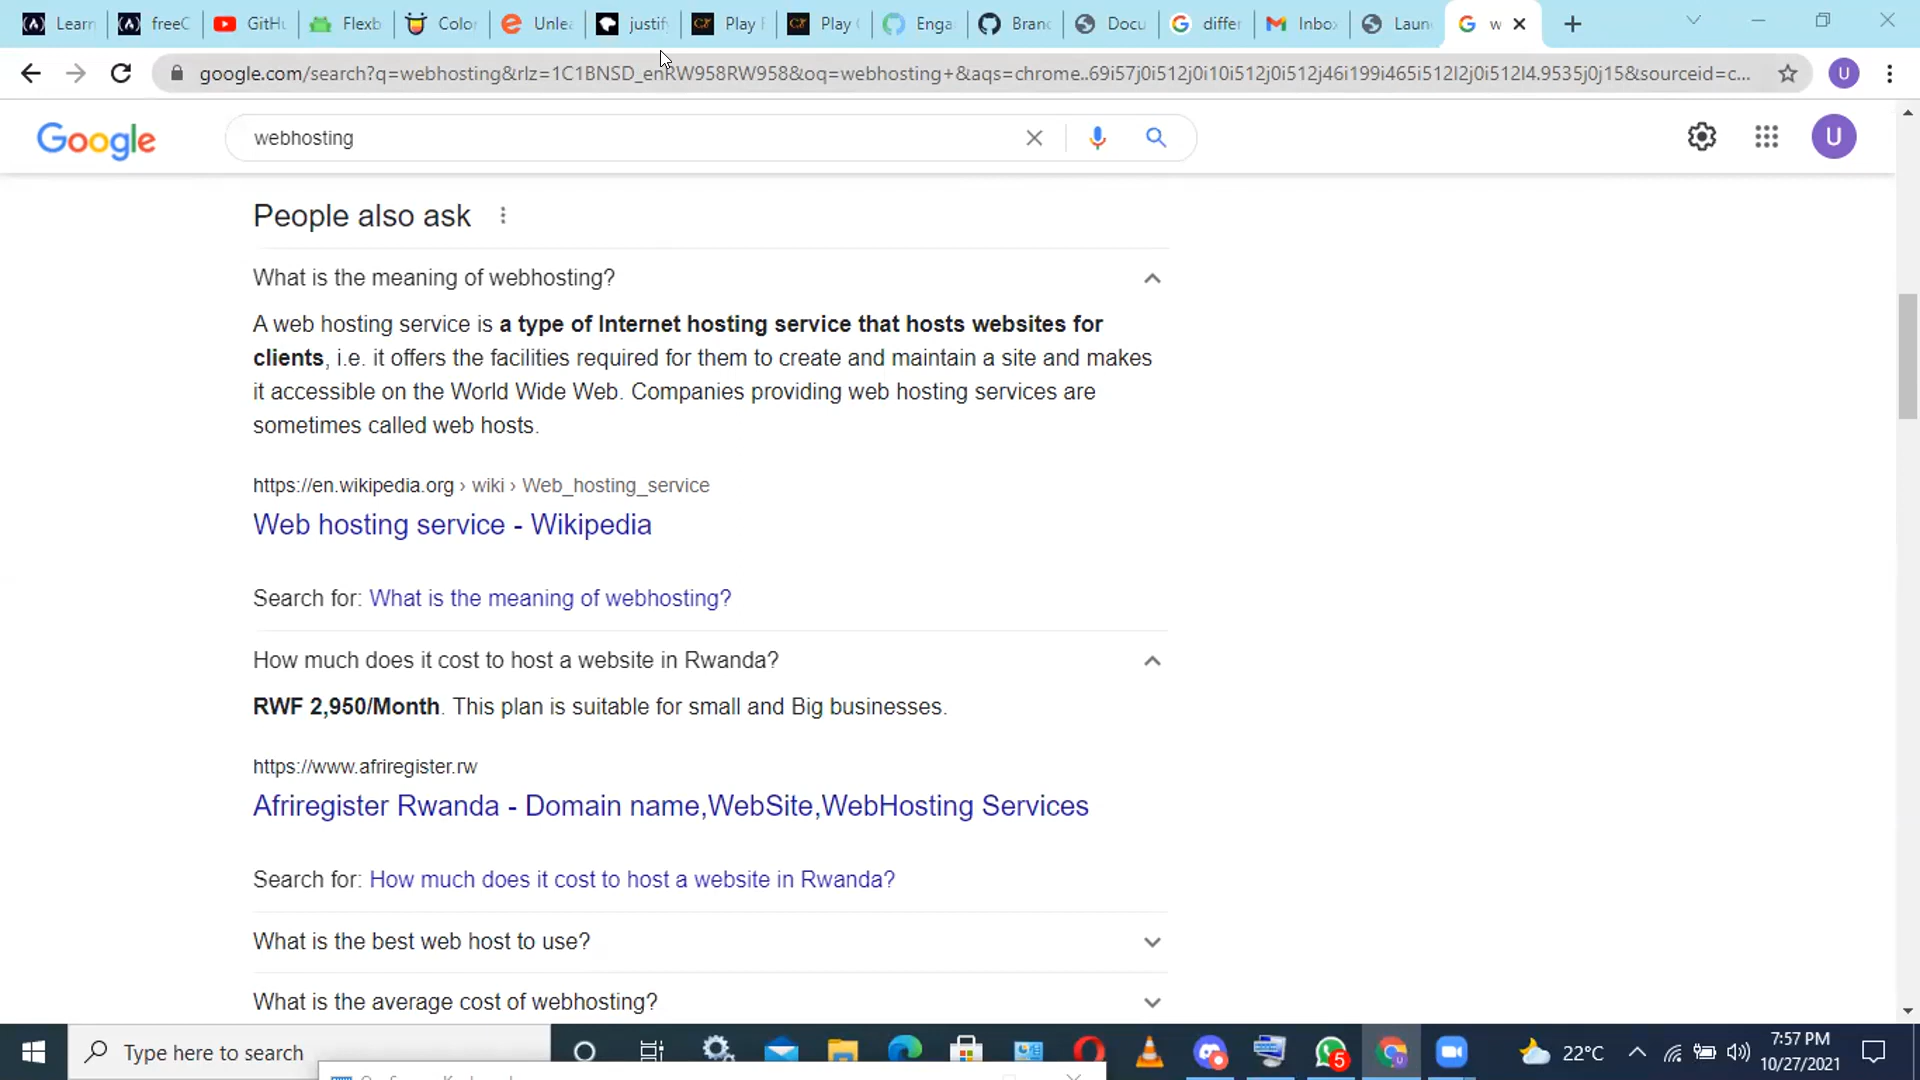 Learn
freeC
GitHu
Flexb
Color
Unlea
justify
Play F
Play
Enga
Branc
Docu
differ
Inbox
Laun
w
google.com/search?q=webhosting&rlz=1C1BNSD_enRW958RW958&oq=webhosting+&aqs=chrome..69i57j0i512j0i10i512j0i512j46i199i465i512l2j0i512l4.9535j0j15&sourceid=c...
U
Google
webhosting
U
People also ask
What is the meaning of webhosting?
A web hosting service is a type of Internet hosting service that hosts websites for
clients, i.e. it offers the facilities required for them to create and maintain a site and makes
it accessible on the World Wide Web. Companies providing web hosting services are
sometimes called web hosts.
https://en.wikipedia.org › wiki › Web_hosting_service
Web hosting service - Wikipedia
Search for: What is the meaning of webhosting?
How much does it cost to host a website in Rwanda?
RWF 2,950/Month. This plan is suitable for small and Big businesses.
https://www.afriregister.rw
Afriregister Rwanda - Domain name,WebSite,WebHosting Services
Search for: How much does it cost to host a website in Rwanda?
What is the best web host to use?
What is the average cost of webhosting?
Type here to search
5
22°C
7:57 PM
10/27/2021